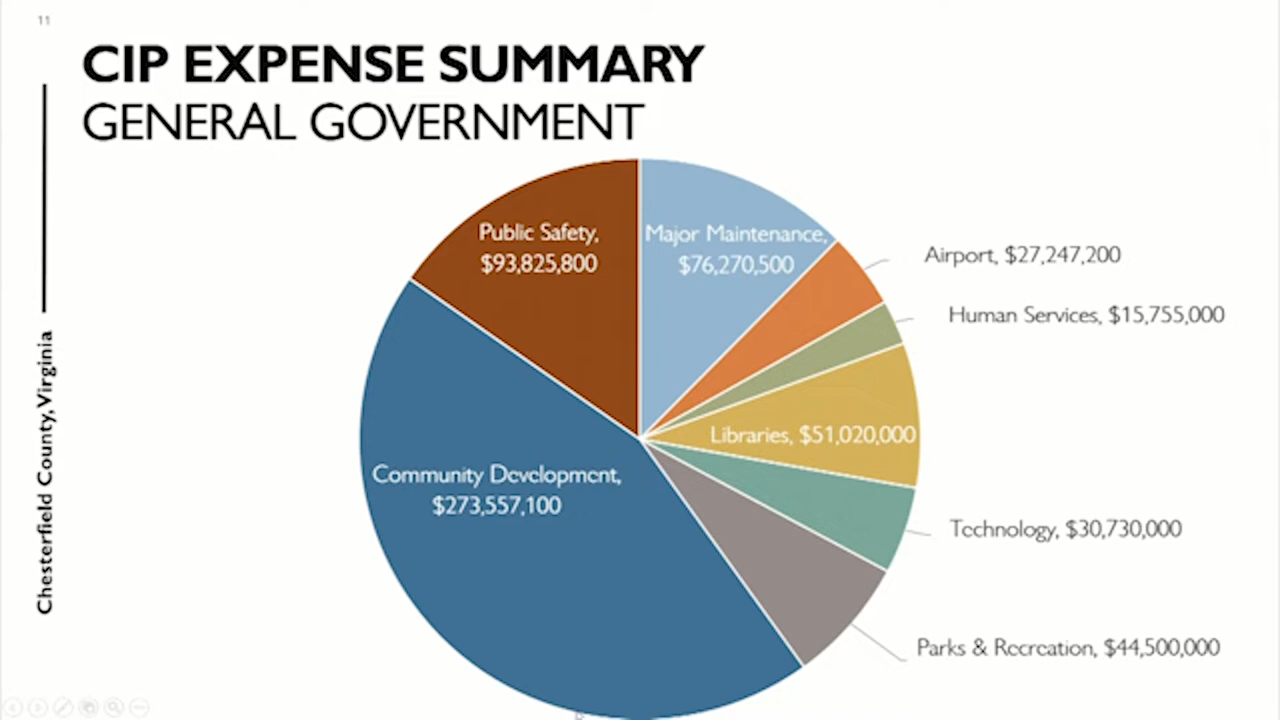 11
CIP EXPENSE SUMMARY
GENERAL GOVERNMENT
Chesterfield County, Virginia
Public Safety,
$93,825,800
Major Maintenance,
$76,270,500
Airport, $27,247,200
Human Services, $15,755,000
Libraries, $51,020,000
Community Development,
$273,557,100
Technology, $30,730,000
Parks & Recreation, $44,500,000